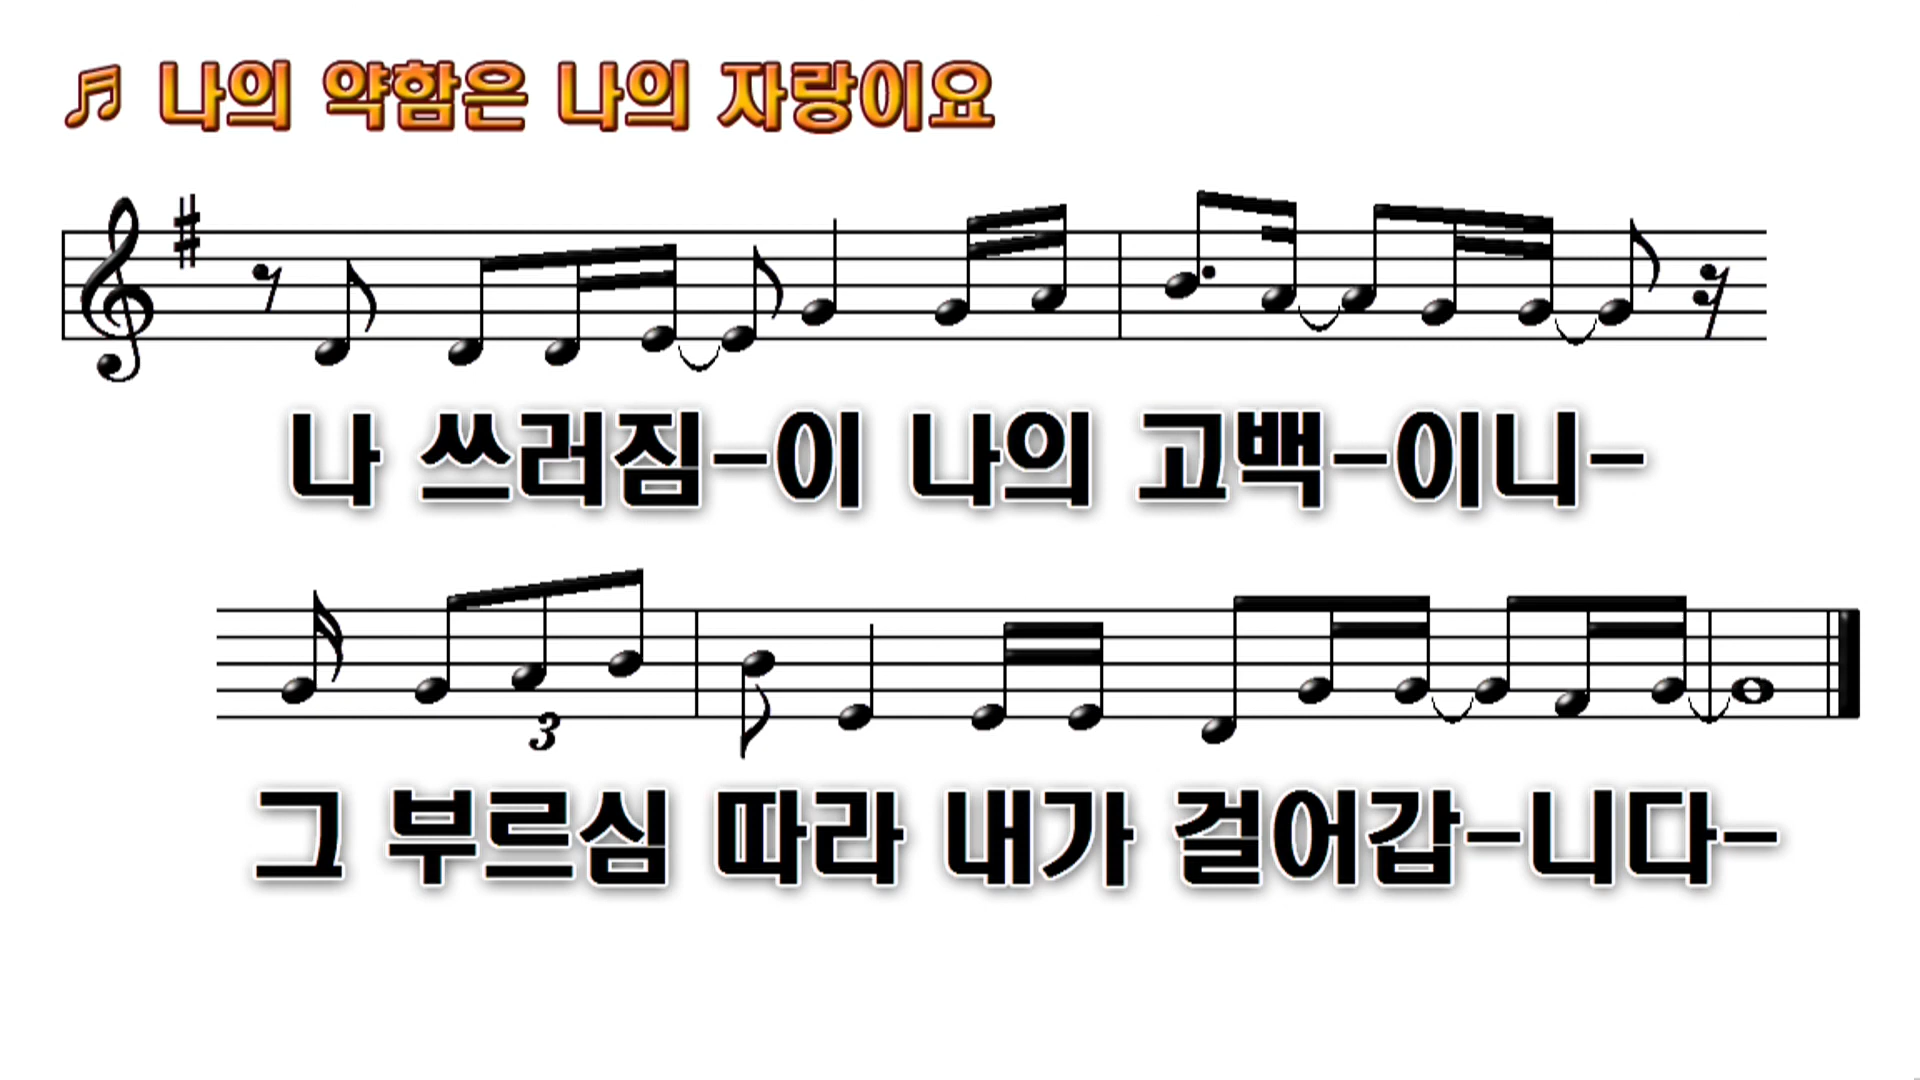 ♬ 나의 약함은 나의 자랑이요
나 쓰러짐-이 나의 고백-이니-
3
그 부르심 따라 내가 걸어갑-니다-